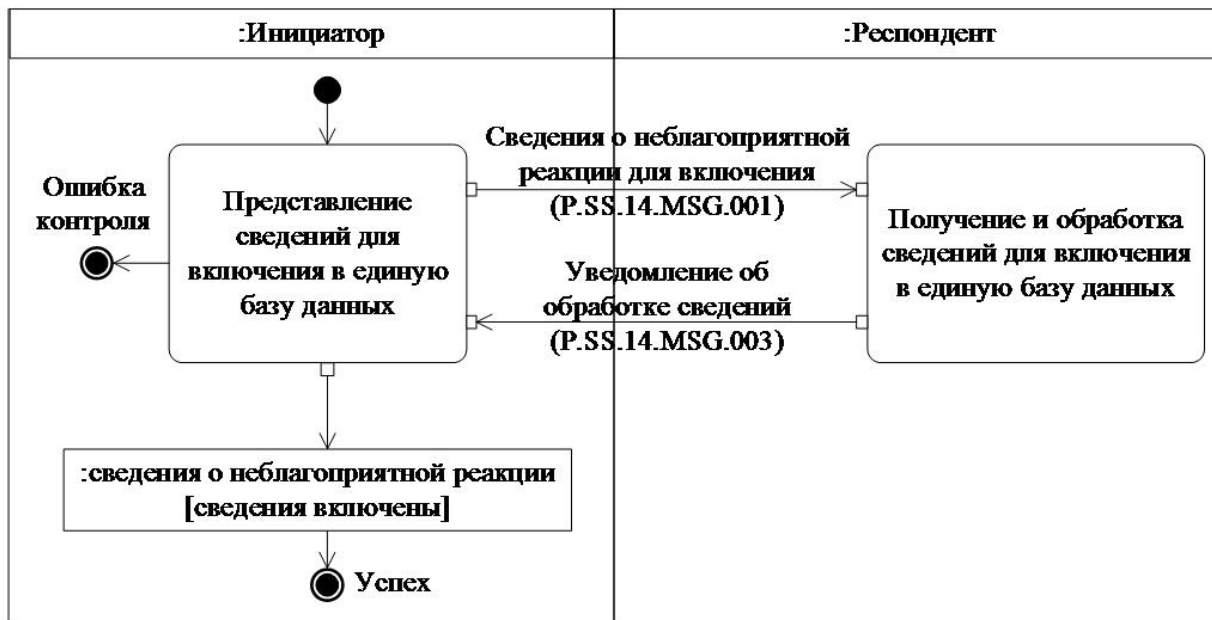 :Инициатор
:Респондент
Сведения о неблагоприятной
реакции для включения
(P.SS.14.MSG.001)
Ошибка
контроля
Представление
сведений для
включения в единую
базу данных
Получение и обработка
сведений для включения
в единую базу данных
Уведомление об
обработке сведений
(P.SS.14.MSG.003)
:сведения о неблагоприятной реакции
[сведения включены]
Успех